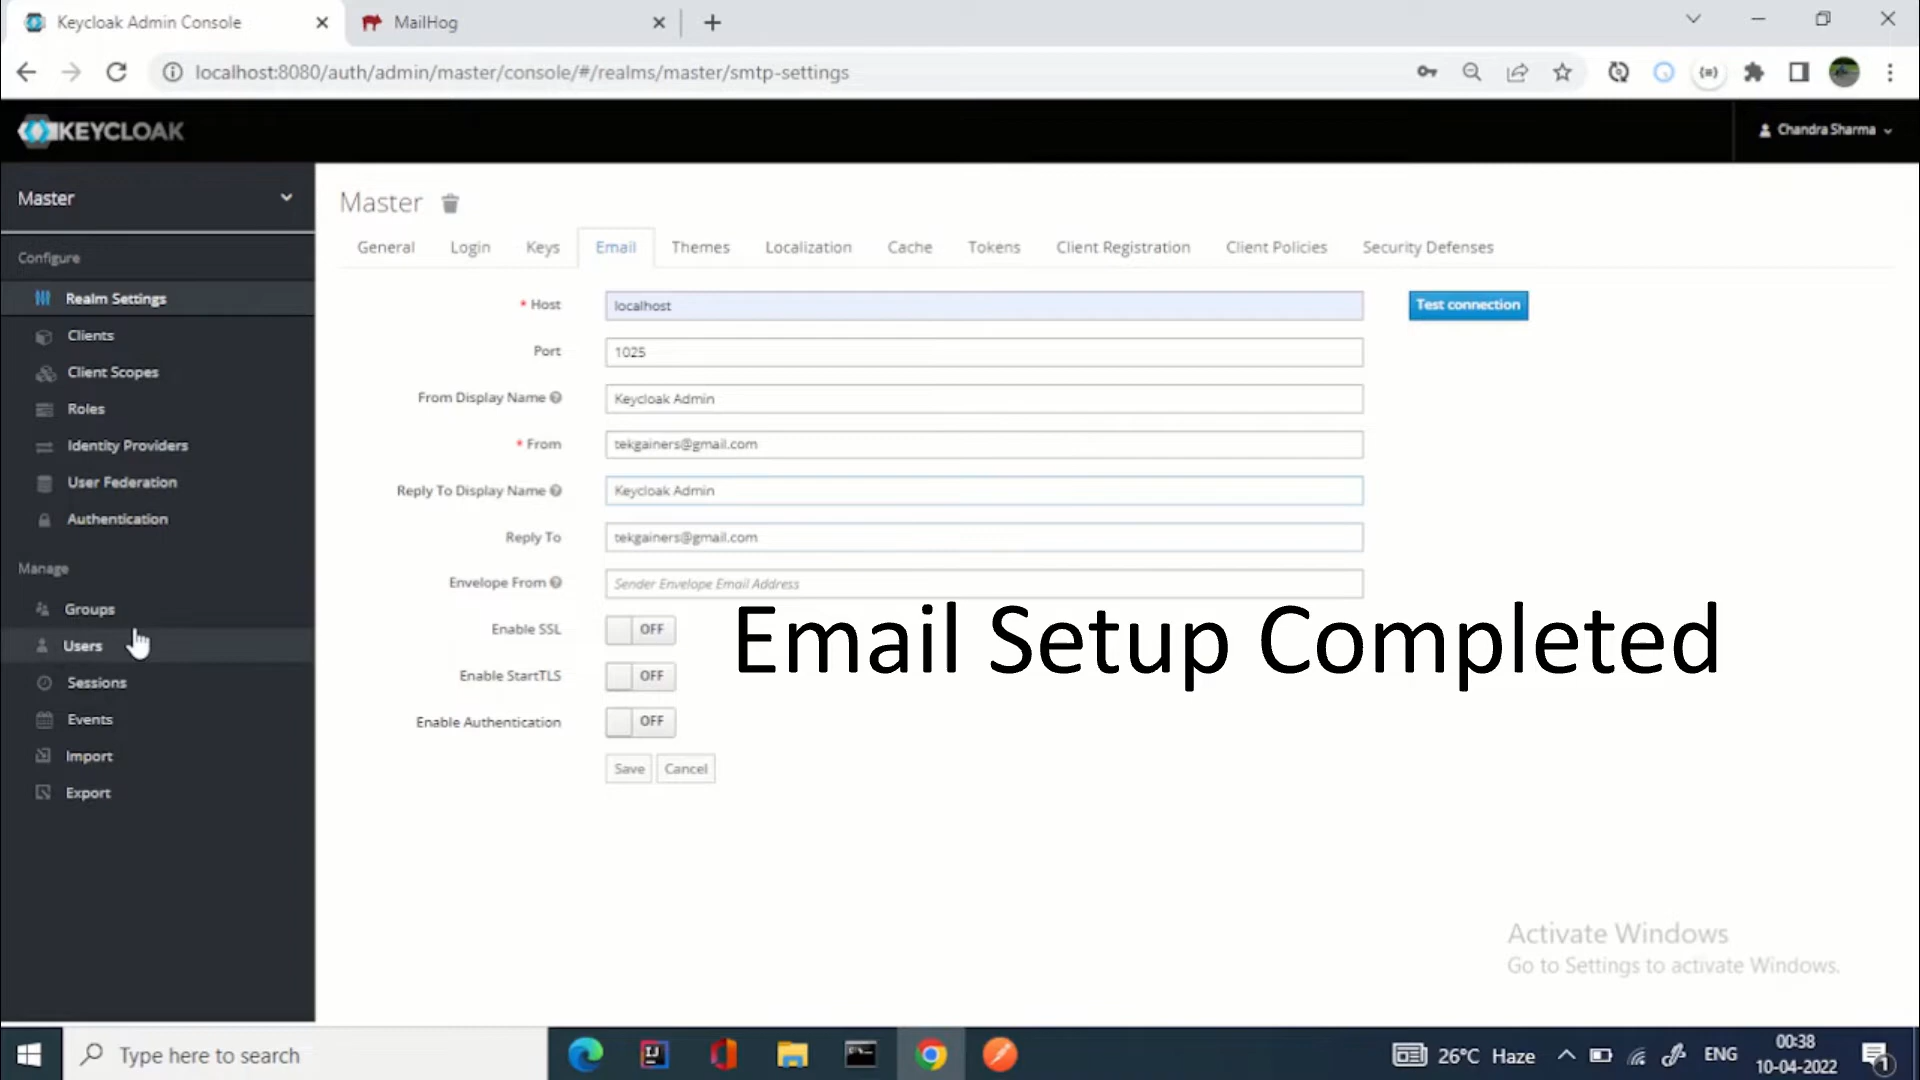 Keycloak Admin Console
MailHog
localhost:8080/auth/admin/master/console/#/realms/master/smtp-settings
KEYCLOAK
Chandra Sharma
Master
Configure
Realm Settings
Clients
Client Scopes
Roles
Identity Providers
User Federation
Authentication
Manage
Groups
Users
Sessions
Events
Import
Export
Master
General Login Keys Email Themes Localization Cache Tokens Client Registration Client Policies Security Defenses
* Host localhost Test connection
Port 1025
From Display Name Keycloak Admin
* From tekgainers@gmail.com
Reply To Display Name Keycloak Admin
Reply To tekgainers@gmail.com
Envelope From Sender Envelope Email Address
Enable SSL OFF
Enable StartTLS OFF
Enable Authentication OFF
Save Cancel
Email Setup Completed
Activate Windows
Go to Settings to activate Windows.
Type here to search
26°C Haze
ENG
00:38
10-04-2022
1